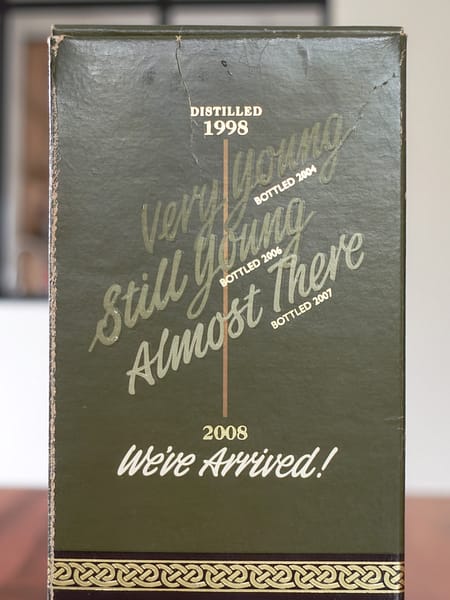 DISTILLED
1998
Very Young
BOTTLED 2004
Still Young
BOTTLED 2006
Almost There
BOTTLED 2007
2008
We've Arrived!